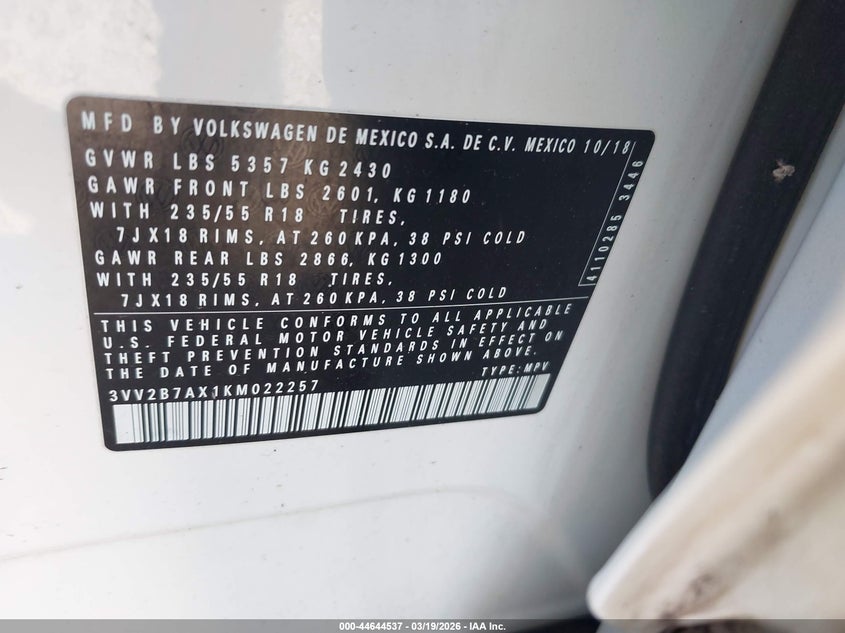 MFD BY VOLKSWAGEN DE MEXICO S.A. DE C.V. MEXICO 10/18
GVWR LBS 5357 KG 2430
GAWR FRONT LBS 2601, KG 1180
WITH 235/55 R18 TIRES,
7JX18 RIMS, AT 260 KPA, 38 PSI COLD
GAWR REAR LBS 2866, KG 1300
WITH 235/55 R18 TIRES,
7JX18 RIMS, AT 260 KPA, 38 PSI COLD
4110285 3446
THIS VEHICLE CONFORMS TO ALL APPLICABLE
U.S. FEDERAL MOTOR VEHICLE SAFETY AND
THEFT PREVENTION STANDARDS IN EFFECT ON
THE DATE OF MANUFACTURE SHOWN ABOVE.
3VV2B7AX1KM022257 TYPE: MPV
000-44644537 - 03/19/2026 - IAA Inc.